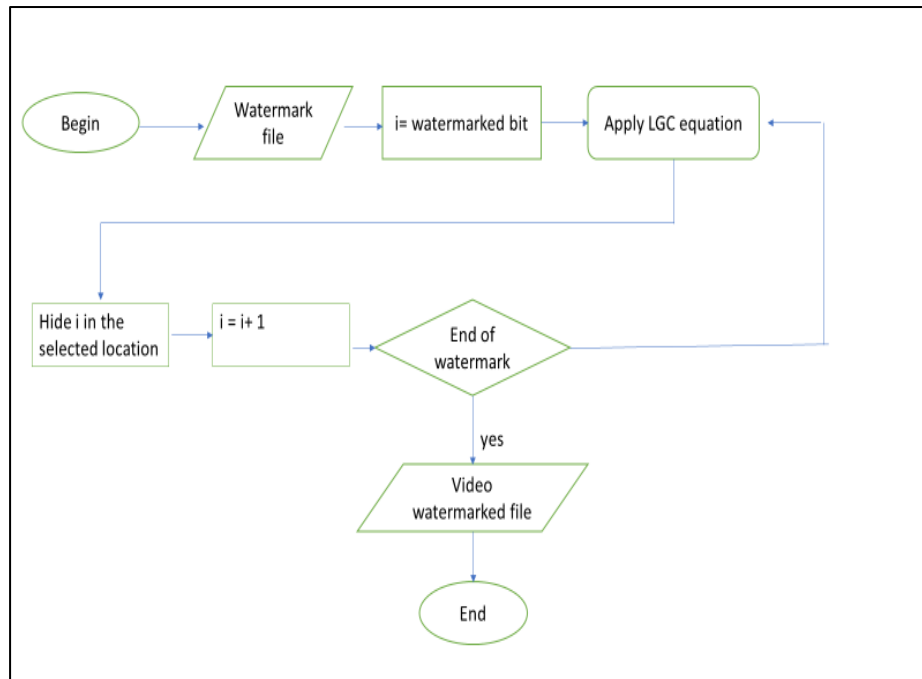 Begin
Watermark
file
i= watermarked bit
Apply LGC equation
Hide i in the
selected location
i = i+ 1
End of
watermark
yes
Video
watermarked file
End